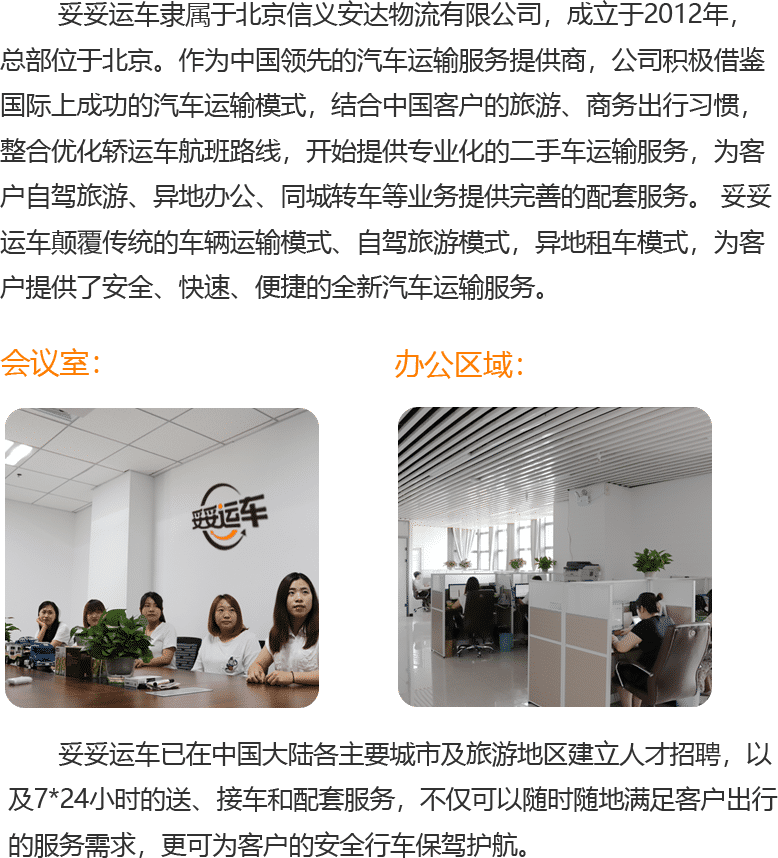 妥妥运车隶属于北京信义安达物流有限公司，成立于2012年，
总部位于北京。作为中国领先的汽车运输服务提供商，公司积极借鉴
国际上成功的汽车运输模式，结合中国客户的旅游、商务出行习惯，
整合优化轿运车航班路线，开始提供专业化的二手车运输服务，为客
户自驾旅游、异地办公、同城转车等业务提供完善的配套服务。 妥妥
运车颠覆传统的车辆运输模式、自驾旅游模式，异地租车模式，为客
户提供了安全、快速、便捷的全新汽车运输服务。
会议室：
办公区域：
妥妥运车
妥妥运车已在中国大陆各主要城市及旅游地区建立人才招聘，以
及7*24小时的送、接车和配套服务，不仅可以随时随地满足客户出行
的服务需求，更可为客户的安全行车保驾护航。